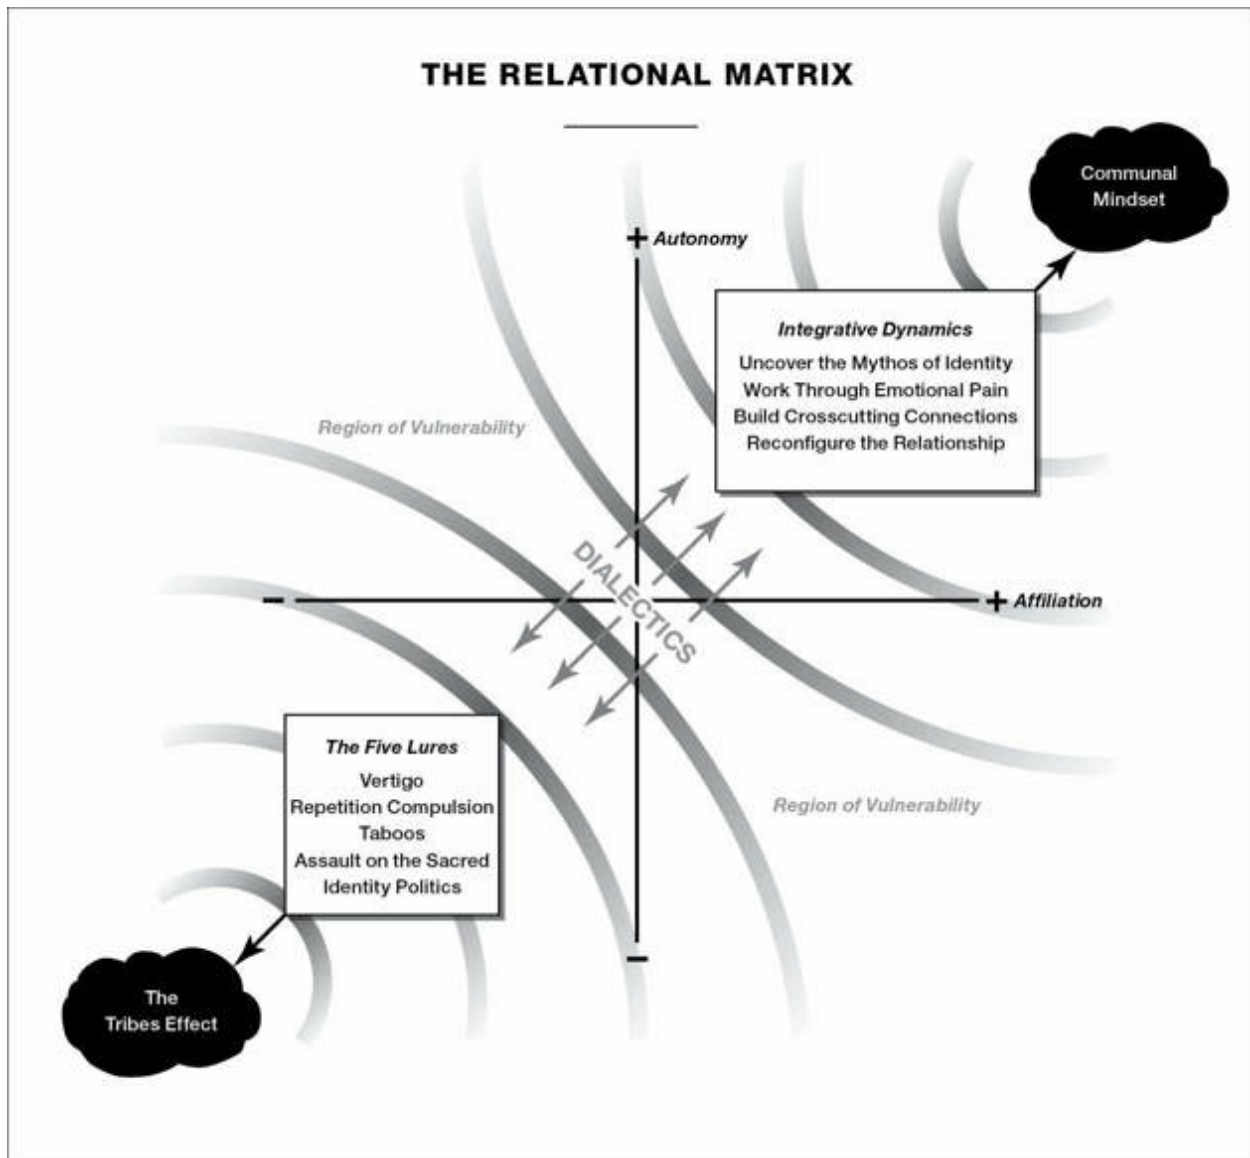 THE RELATIONAL MATRIX
Communal
Mindset
+ Autonomy
Integrative Dynamics
Uncover the Mythos of Identity
Work Through Emotional Pain
Build Crosscutting Connections
Reconfigure the Relationship
Region of Vulnerability
DIALECTICS
−
+ Affiliation
The Five Lures
Vertigo
Repetition Compulsion
Taboos
Assault on the Sacred
Identity Politics
Region of Vulnerability
−
The
Tribes Effect